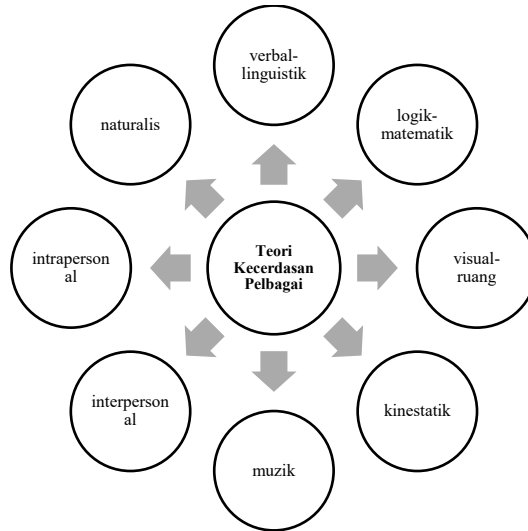 verbal-
linguistik
logik-
matematik
visual-
ruang
kinestatik
muzik
interperson
al
intraperson
al
naturalis
Teori
Kecerdasan
Pelbagai